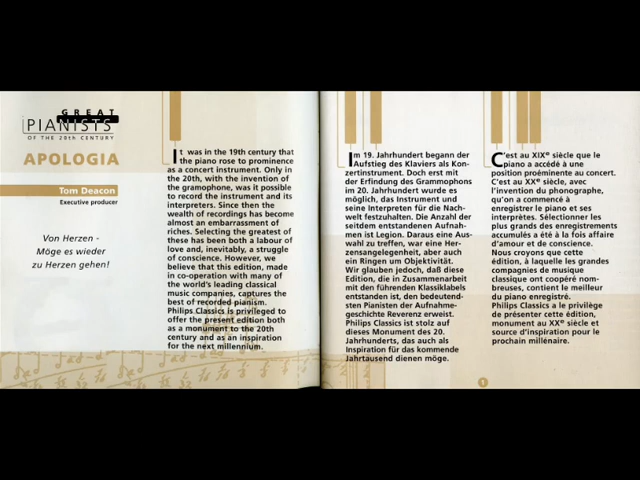 GREAT
PIANISTS
OF THE 20TH CENTURY
APOLOGIA
Tom Deacon
Executive producer
Von Herzen -
Möge es wieder
zu Herzen gehen!
It was in the 19th century that
the piano rose to prominence
as a concert instrument. Only in
the 20th, with the invention of
the gramophone, was it possible
to record the instrument and its
interpreters. Since then the
wealth of recordings has become
almost an embarrassment of
riches. Selecting the greatest of
these has been both a labour of
love and, inevitably, a struggle
of conscience. However, we
believe that this edition, made
in co-operation with many of
the world's leading classical
music companies, captures the
best of recorded pianism.
Philips Classics is privileged to
offer the present edition both
as a monument to the 20th
century and as an inspiration
for the next millennium.
Im 19. Jahrhundert begann der
Aufstieg des Klaviers als Kon-
zertinstrument. Doch erst mit
der Erfindung des Grammophons
im 20. Jahrhundert wurde es
möglich, das Instrument und
seine Interpreten für die Nach-
welt festzuhalten. Die Anzahl der
seitdem entstandenen Aufnah-
men ist Legion. Daraus eine Aus-
wahl zu treffen, war eine Her-
zensangelegenheit, aber auch
ein Ringen um Objektivität.
Wir glauben jedoch, daß diese
Edition, die in Zusammenarbeit
mit den führenden Klassiklabels
entstanden ist, den bedeutend-
sten Pianisten der Aufnahme-
geschichte Reverenz erweist.
Philips Classics ist stolz auf
dieses Monument des 20.
Jahrhunderts, das auch als
Inspiration für das kommende
Jahrtausend dienen möge.
C'est au XIXe siècle que le
piano a accédé à une
position proéminente au concert.
C'est au XXe siècle, avec
l'invention du phonographe,
qu'on a commencé à
enregistrer le piano et ses
interprètes. Sélectionner les
plus grands des enregistrements
accumulés a été à la fois affaire
d'amour et de conscience.
Nous croyons que cette
édition, à laquelle les grandes
compagnies de musique
classique ont coopéré nom-
breuses, contient le meilleur
du piano enregistré.
Philips Classics a le privilège
de présenter cette édition,
monument au XXe siècle et
source d'inspiration pour le
prochain millénaire.
1